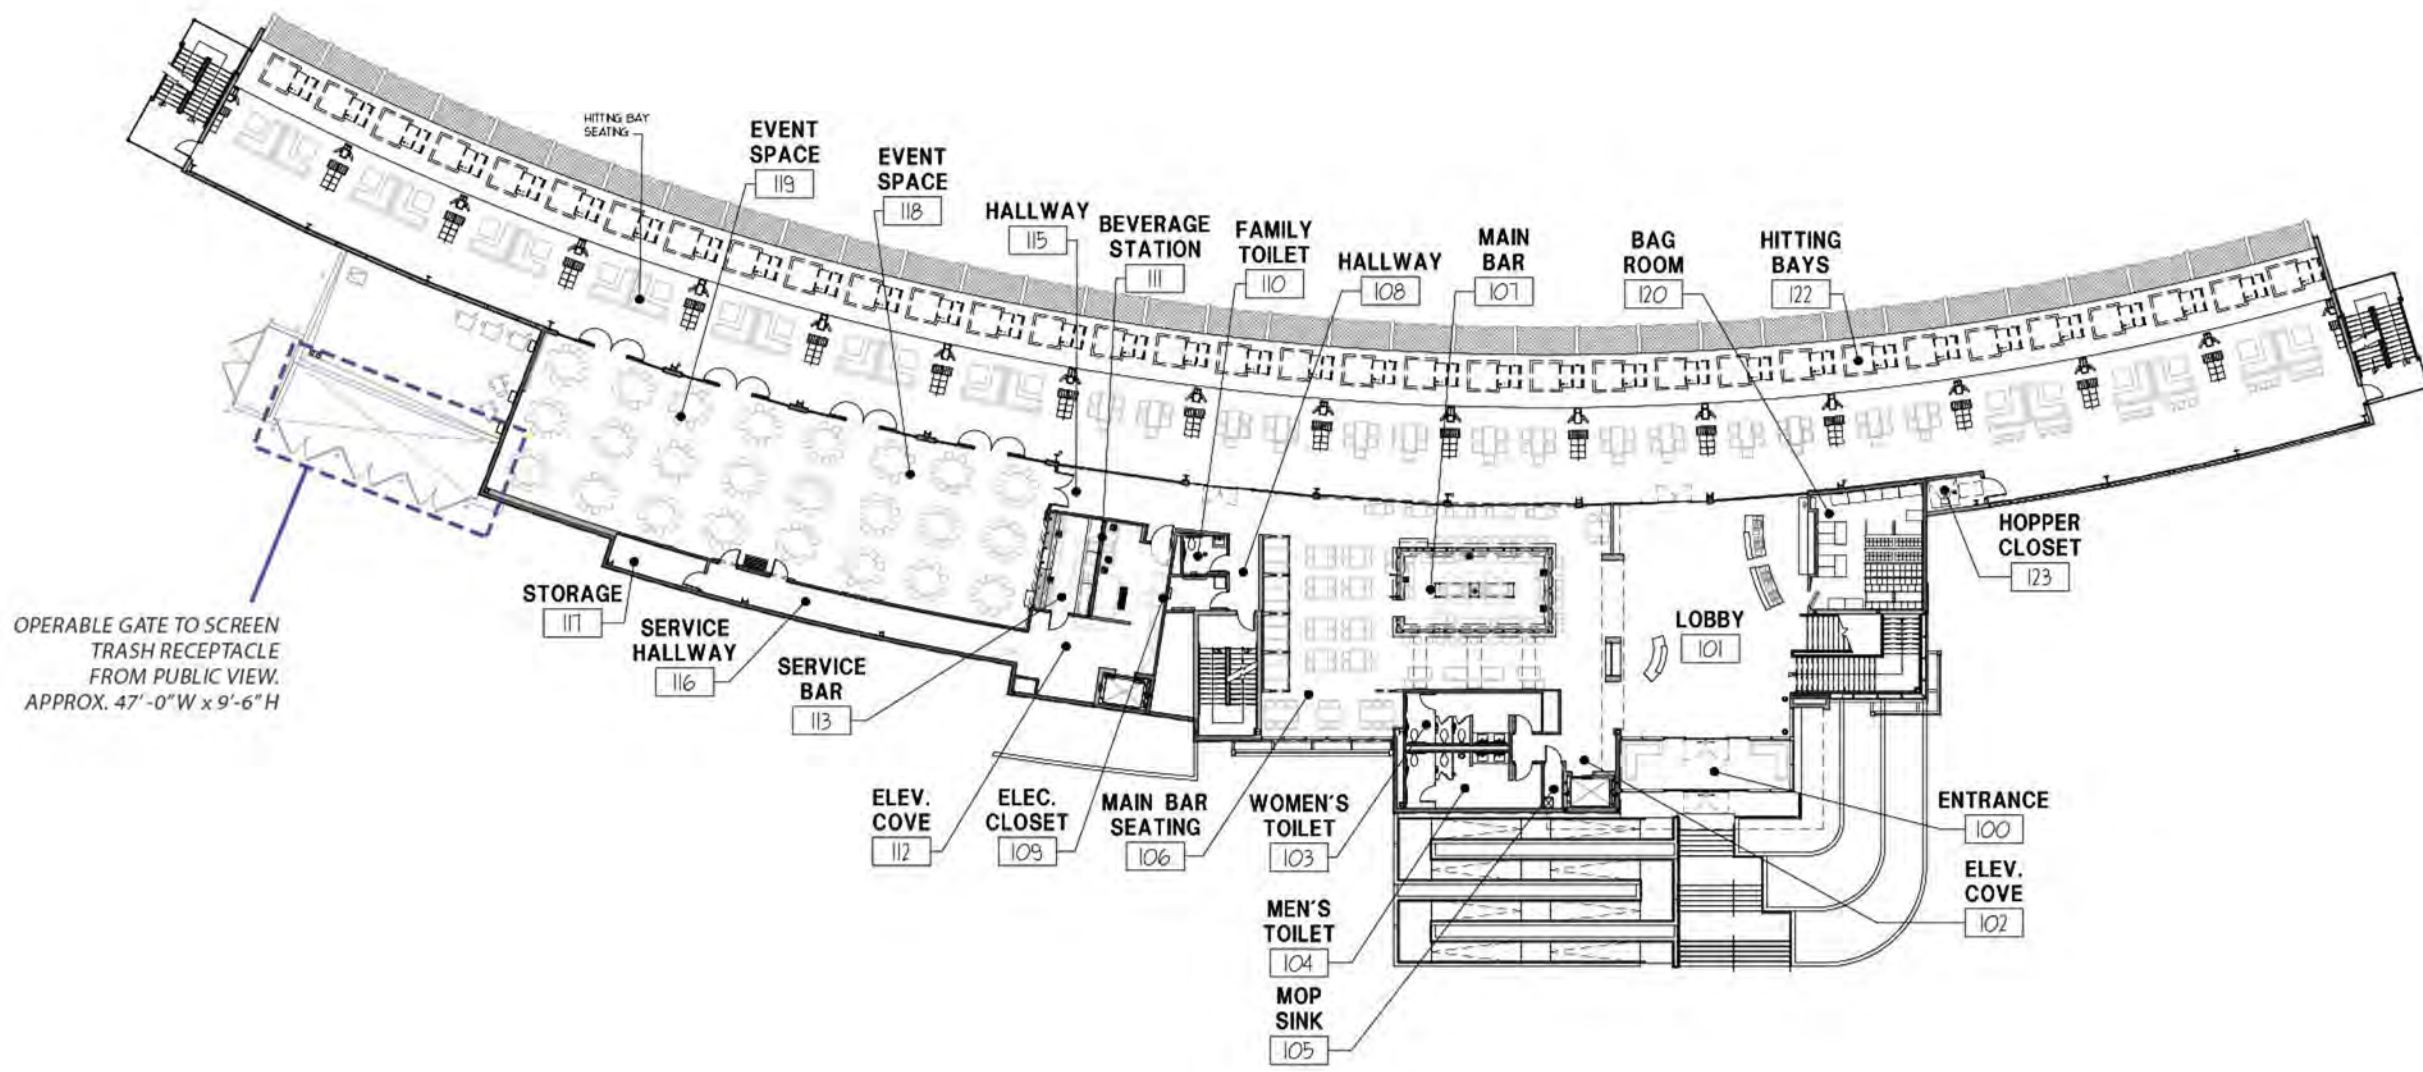 HITTING BAY
SEATING
EVENT
SPACE
119
EVENT
SPACE
118
HALLWAY
115
BEVERAGE
STATION
111
FAMILY
TOILET
110
HALLWAY
108
MAIN
BAR
107
BAG
ROOM
120
HITTING
BAYS
122
HOPPER
CLOSET
123
STORAGE
117
SERVICE
HALLWAY
116
SERVICE
BAR
113
LOBBY
101
OPERABLE GATE TO SCREEN
TRASH RECEPTACLE
FROM PUBLIC VIEW.
APPROX. 47'-0" W x 9'-6" H
ELEV.
COVE
112
ELEC.
CLOSET
109
MAIN BAR
SEATING
106
WOMEN'S
TOILET
103
ENTRANCE
100
MEN'S
TOILET
104
ELEV.
COVE
102
MOP
SINK
105